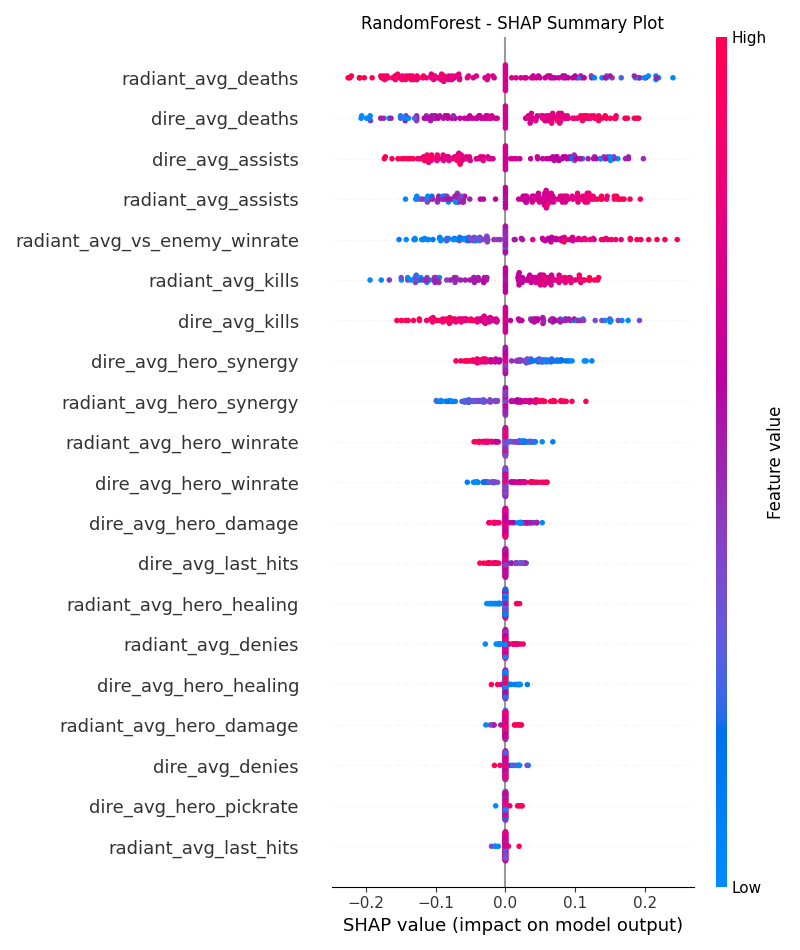 RandomForest - SHAP Summary Plot
High
radiant_avg_deaths
dire_avg_deaths
dire_avg_assists
radiant_avg_assists
radiant_avg_vs_enemy_winrate
radiant_avg_kills
dire_avg_kills
dire_avg_hero_synergy
radiant_avg_hero_synergy
radiant_avg_hero_winrate
dire_avg_hero_winrate
dire_avg_hero_damage
dire_avg_last_hits
radiant_avg_hero_healing
radiant_avg_denies
dire_avg_hero_healing
radiant_avg_hero_damage
dire_avg_denies
dire_avg_hero_pickrate
radiant_avg_last_hits
Feature value
Low
−0.2 −0.1 0.0 0.1 0.2
SHAP value (impact on model output)